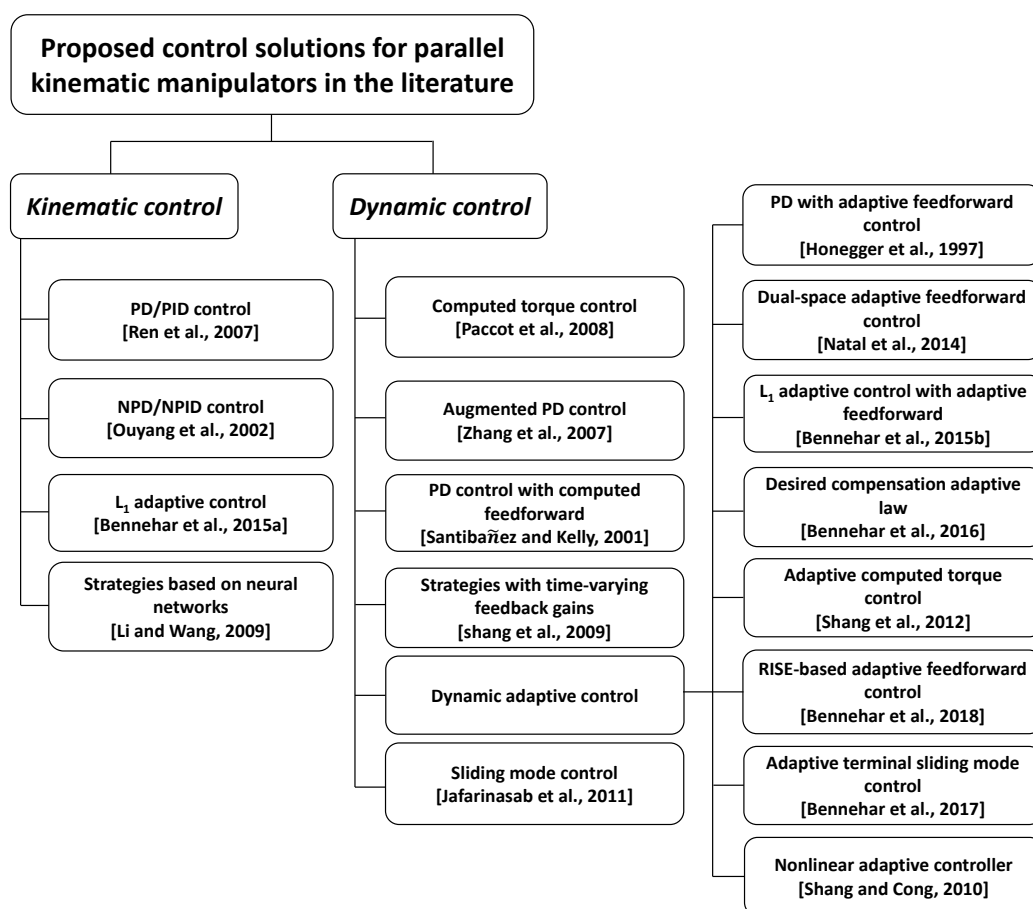 Proposed control solutions for parallel
kinematic manipulators in the literature
Kinematic control
PD/PID control
[Ren et al., 2007]
NPD/NPID control
[Ouyang et al., 2002]
L₁ adaptive control
[Bennehar et al., 2015a]
Strategies based on neural
networks
[Li and Wang, 2009]
Dynamic control
Computed torque control
[Paccot et al., 2008]
Augmented PD control
[Zhang et al., 2007]
PD control with computed
feedforward
[Santibañez and Kelly, 2001]
Strategies with time-varying
feedback gains
[shang et al., 2009]
Dynamic adaptive control
Sliding mode control
[Jafarinasab et al., 2011]
PD with adaptive feedforward
control
[Honegger et al., 1997]
Dual-space adaptive feedforward
control
[Natal et al., 2014]
L₁ adaptive control with adaptive
feedforward
[Bennehar et al., 2015b]
Desired compensation adaptive
law
[Bennehar et al., 2016]
Adaptive computed torque
control
[Shang et al., 2012]
RISE-based adaptive feedforward
control
[Bennehar et al., 2018]
Adaptive terminal sliding mode
control
[Bennehar et al., 2017]
Nonlinear adaptive controller
[Shang and Cong, 2010]